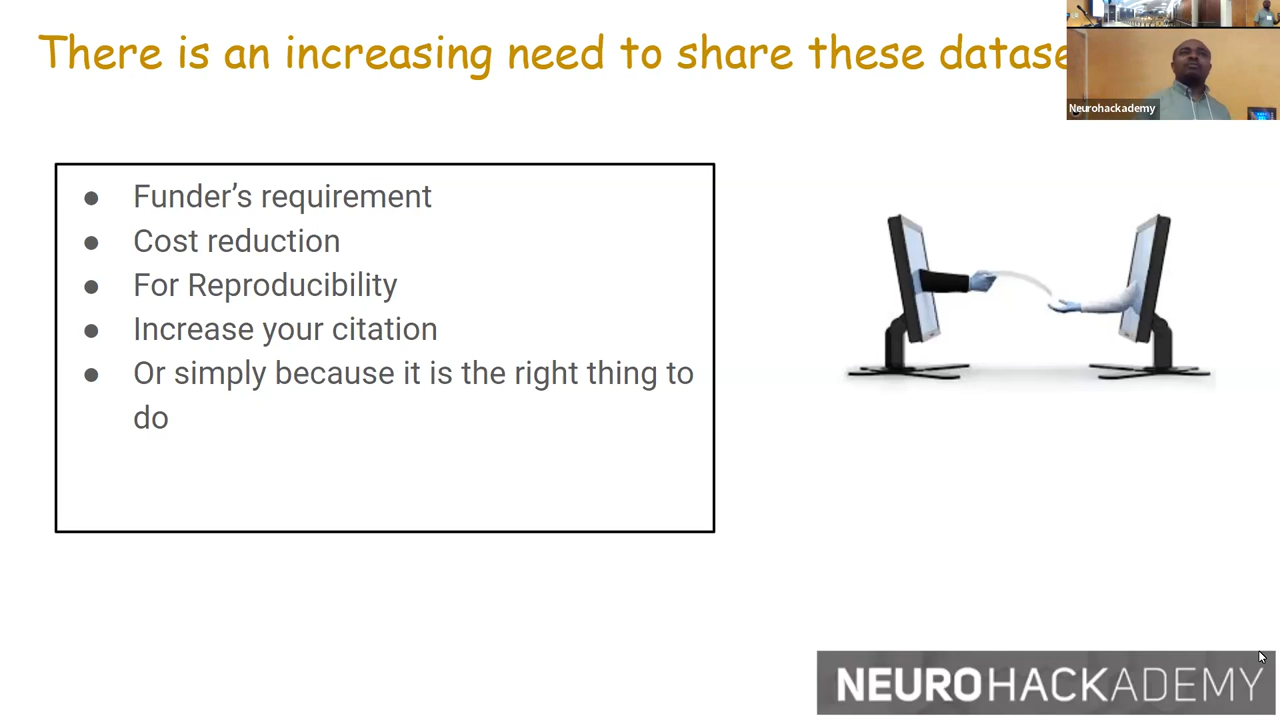 There is an increasing need to share these datase
Neurohackademy
● Funder’s requirement
● Cost reduction
● For Reproducibility
● Increase your citation
● Or simply because it is the right thing to
do
NEUROHACKADEMY